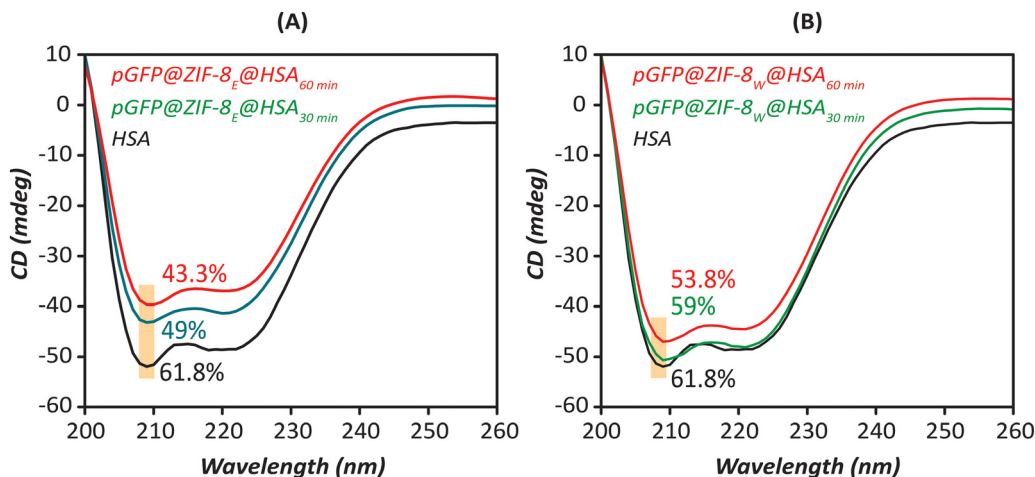 (A)
pGFP@ZIF-8E@HSA60 min
pGFP@ZIF-8E@HSA30 min
HSA
43.3%
49%
61.8%
10
0
-10
-20
-30
-40
-50
-60
CD (mdeg)
200 210 220 230 240 250 260
Wavelength (nm)
(B)
pGFP@ZIF-8W@HSA60 min
pGFP@ZIF-8W@HSA30 min
HSA
53.8%
59%
61.8%
10
0
-10
-20
-30
-40
-50
-60
CD (mdeg)
200 210 220 230 240 250 260
Wavelength (nm)